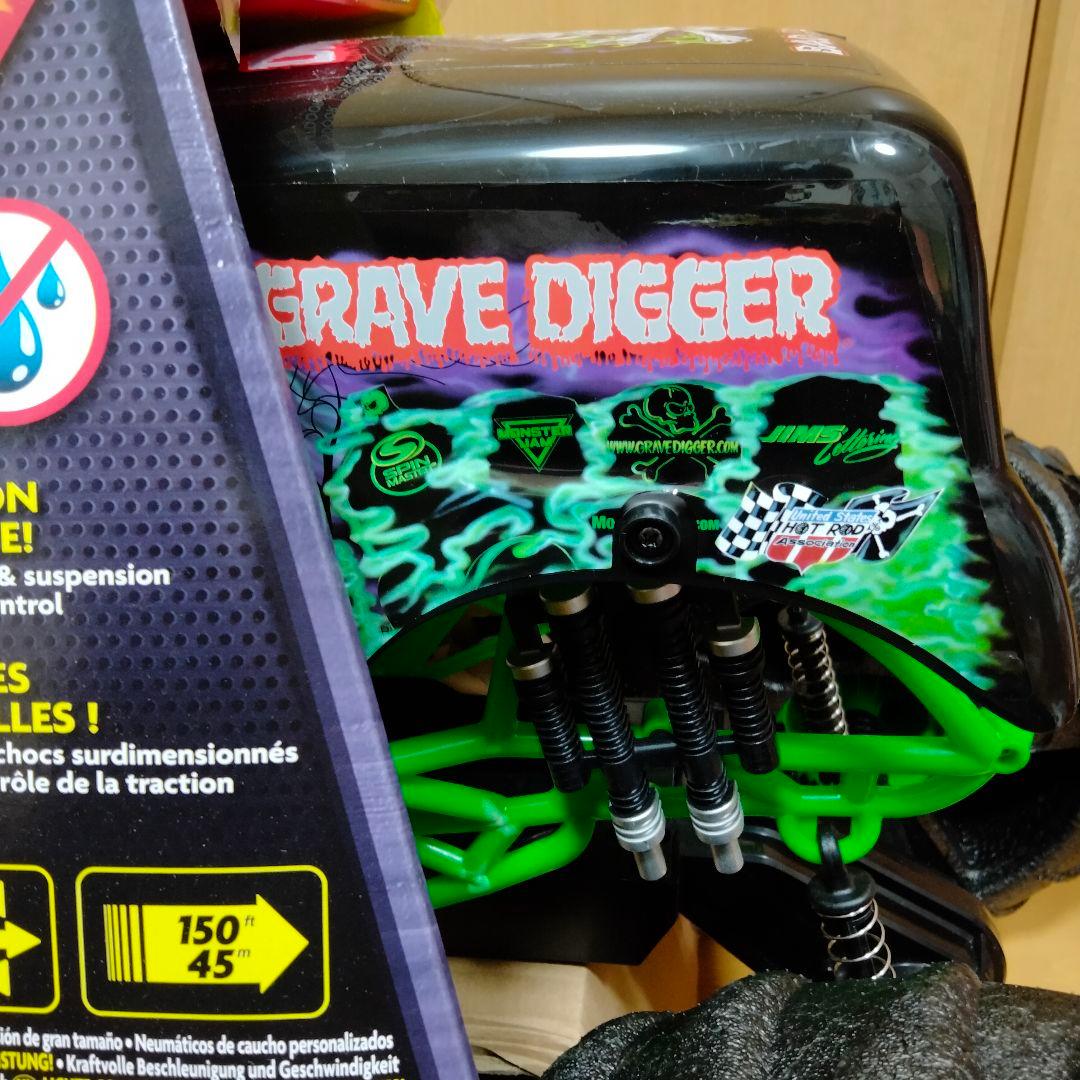 GRAVE DIGGER
SPIN MASTER
MONSTER JAM
WWW.GRAVEDIGGER.COM
JIMS Lettering
United States
HOT ROD
Association
ON
E!
& suspension
ntrol
ES
LLES !
chocs surdimensionnés
rôle de la traction
150 ft
45 m
sión de gran tamaño • Neumáticos de caucho personalizados
ISTUNG! • Kraftvolle Beschleunigung und Geschwindigkeit